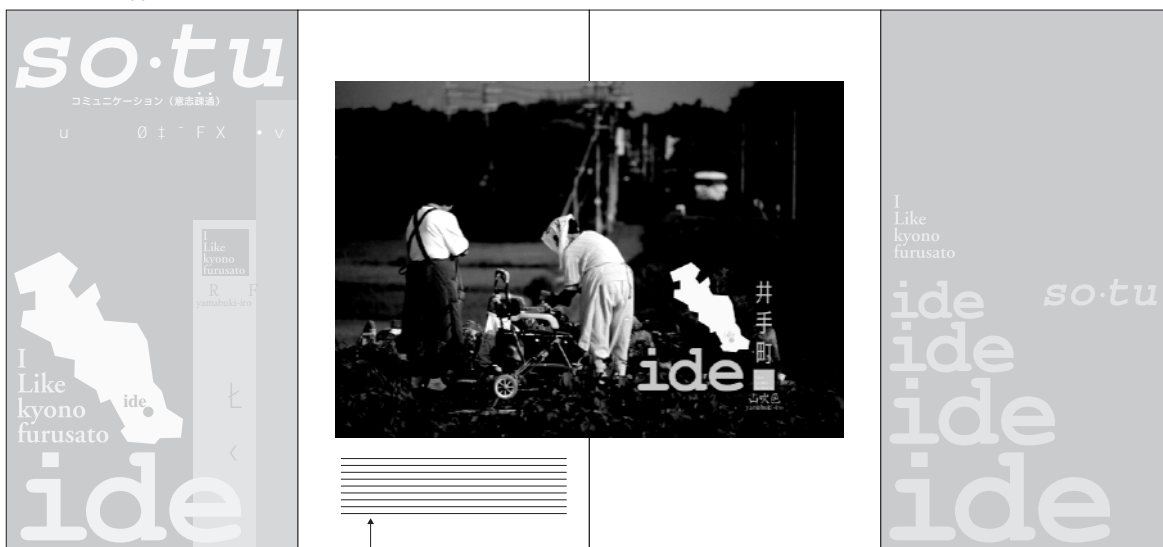 so·tu
コミュニケーション（意志疎通）
u Ø ‡ ¯ F X • v
I
Like
kyono
furusato
R F
yamabuki-iro
I
Like
kyono
furusato
ide
ide
井手町
ide
山吹色
yamabuki-iro
I
Like
kyono
furusato
so·tu
ide
ide
ide
ide